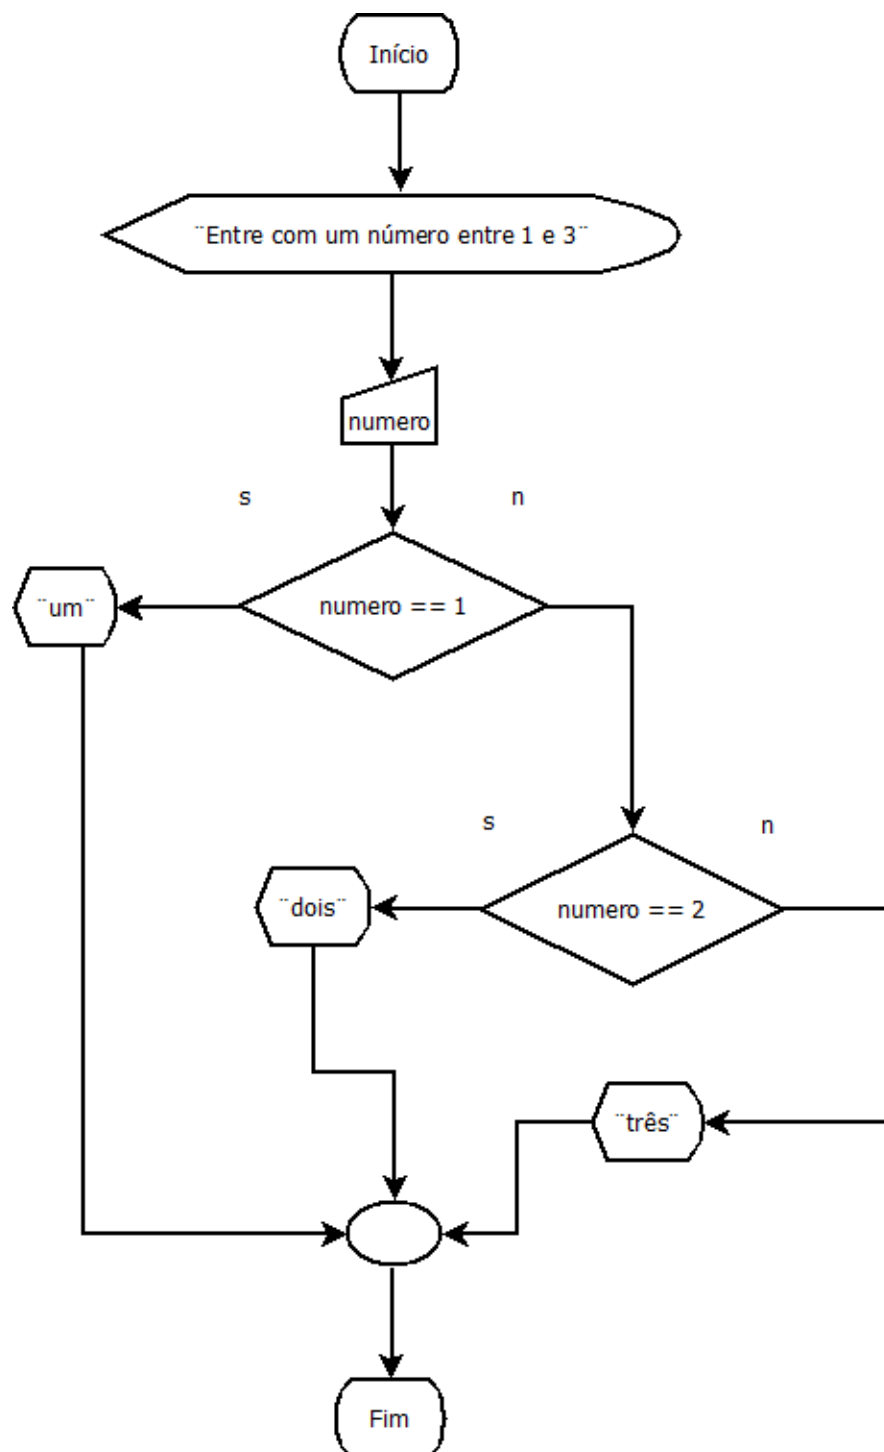 Início
¨Entre com um número entre 1 e 3¨
numero
s
n
¨um¨
numero == 1
s
n
¨dois¨
numero == 2
¨três¨
Fim